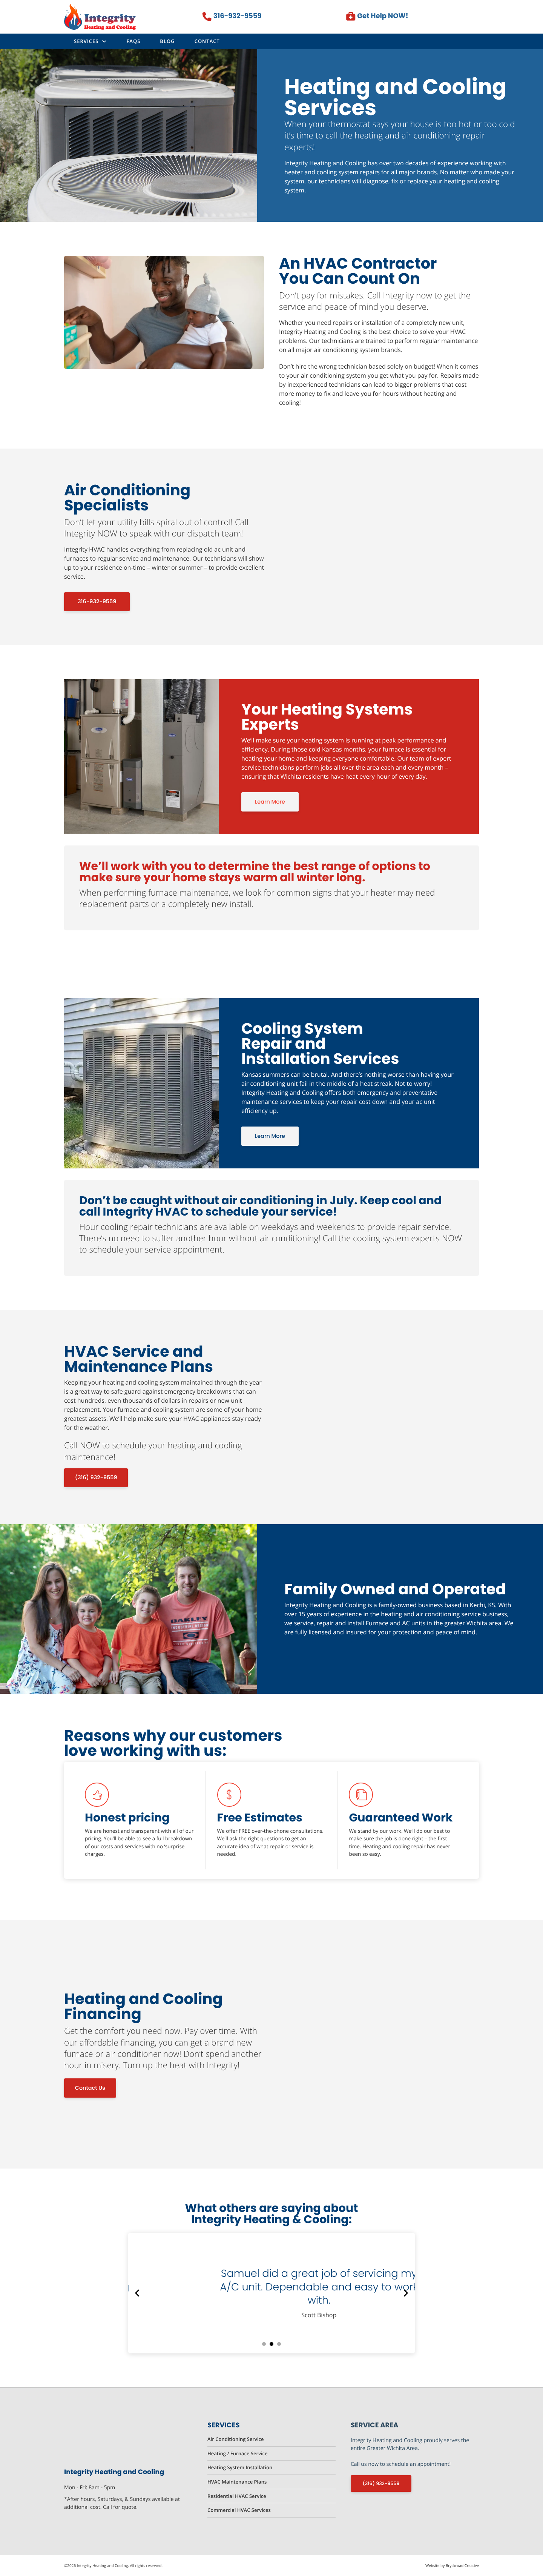 Integrity
Heating and Cooling
316-932-9559
Get Help NOW!
SERVICES
FAQS
BLOG
CONTACT
Heating and Cooling
Services
When your thermostat says your house is too hot or too cold
it's time to call the heating and air conditioning repair
experts!
Integrity Heating and Cooling has over two decades of experience working with
heater and cooling system repairs for all major brands. No matter who made your
system, our technicians will diagnose, fix or replace your heating and cooling
system.
An HVAC Contractor
You Can Count On
Don't pay for mistakes. Call Integrity now to get the
service and peace of mind you deserve.
Whether you need repairs or installation of a completely new unit,
Integrity Heating and Cooling is the best choice to solve your HVAC
problems. Our technicians are trained to perform regular maintenance
on all major air conditioning system brands.
Don't hire the wrong technician based solely on budget! When it comes
to your air conditioning system you get what you pay for. Repairs made
by inexperienced technicians can lead to bigger problems that cost
more money to fix and leave you for hours without heating and
cooling!
Air Conditioning
Specialists
Don't let your utility bills spiral out of control! Call
Integrity NOW to speak with our dispatch team!
Integrity HVAC handles everything from replacing old ac unit and
furnaces to regular service and maintenance. Our technicians will show
up to your residence on-time – winter or summer – to provide excellent
service.
316-932-9559
Your Heating Systems
Experts
We'll make sure your heating system is running at peak performance and
efficiency. During those cold Kansas months, your furnace is essential for
heating your home and keeping everyone comfortable. Our team of expert
service technicians perform jobs all over the area each and every month –
ensuring that Wichita residents have heat every hour of every day.
Learn More
We'll work with you to determine the best range of options to
make sure your home stays warm all winter long.
When performing furnace maintenance, we look for common signs that your heater may need
replacement parts or a completely new install.
Cooling System
Repair and
Installation Services
Kansas summers can be brutal. And there's nothing worse than having your
air conditioning unit fail in the middle of a heat streak. Not to worry!
Integrity Heating and Cooling offers both emergency and preventative
maintenance services to keep your repair cost down and your ac unit
efficiency up.
Learn More
Don't be caught without air conditioning in July. Keep cool and
call Integrity HVAC to schedule your service!
Hour cooling repair technicians are available on weekdays and weekends to provide repair service.
There's no need to suffer another hour without air conditioning! Call the cooling system experts NOW
to schedule your service appointment.
HVAC Service and
Maintenance Plans
Keeping your heating and cooling system maintained through the year
is a great way to safe guard against emergency breakdowns that can
cost hundreds, even thousands of dollars in repairs or new unit
replacement. Your furnace and cooling system are some of your home
greatest assets. We'll help make sure your HVAC appliances stay ready
for the weather.
Call NOW to schedule your heating and cooling
maintenance!
(316) 932-9559
OAKLEY
Family Owned and Operated
Integrity Heating and Cooling is a family-owned business based in Kechi, KS. With
over 15 years of experience in the heating and air conditioning service business,
we service, repair and install Furnace and AC units in the greater Wichita area. We
are fully licensed and insured for your protection and peace of mind.
Reasons why our customers
love working with us:
Honest pricing
We are honest and transparent with all of our
pricing. You'll be able to see a full breakdown
of our costs and services with no 'surprise
charges.
Free Estimates
We offer FREE over-the-phone consultations.
We'll ask the right questions to get an
accurate idea of what repair or service is
needed.
Guaranteed Work
We stand by our work. We'll do our best to
make sure the job is done right – the first
time. Heating and cooling repair has never
been so easy.
Heating and Cooling
Financing
Get the comfort you need now. Pay over time. With
our affordable financing, you can get a brand new
furnace or air conditioner now! Don't spend another
hour in misery. Turn up the heat with Integrity!
Contact Us
What others are saying about
Integrity Heating & Cooling:
Samuel did a great job of servicing my
A/C unit. Dependable and easy to work
with.
Scott Bishop
Integrity Heating and Cooling
Mon - Fri: 8am - 5pm
*After hours, Saturdays, & Sundays available at
additional cost. Call for quote.
SERVICES
Air Conditioning Service
Heating / Furnace Service
Heating System Installation
HVAC Maintenance Plans
Residential HVAC Service
Commercial HVAC Services
SERVICE AREA
Integrity Heating and Cooling proudly serves the
entire Greater Wichita Area.
Call us now to schedule an appointment!
(316) 932-9559
©2026 Integrity Heating and Cooling. All rights reserved.
Website by Bcyclroad Creative